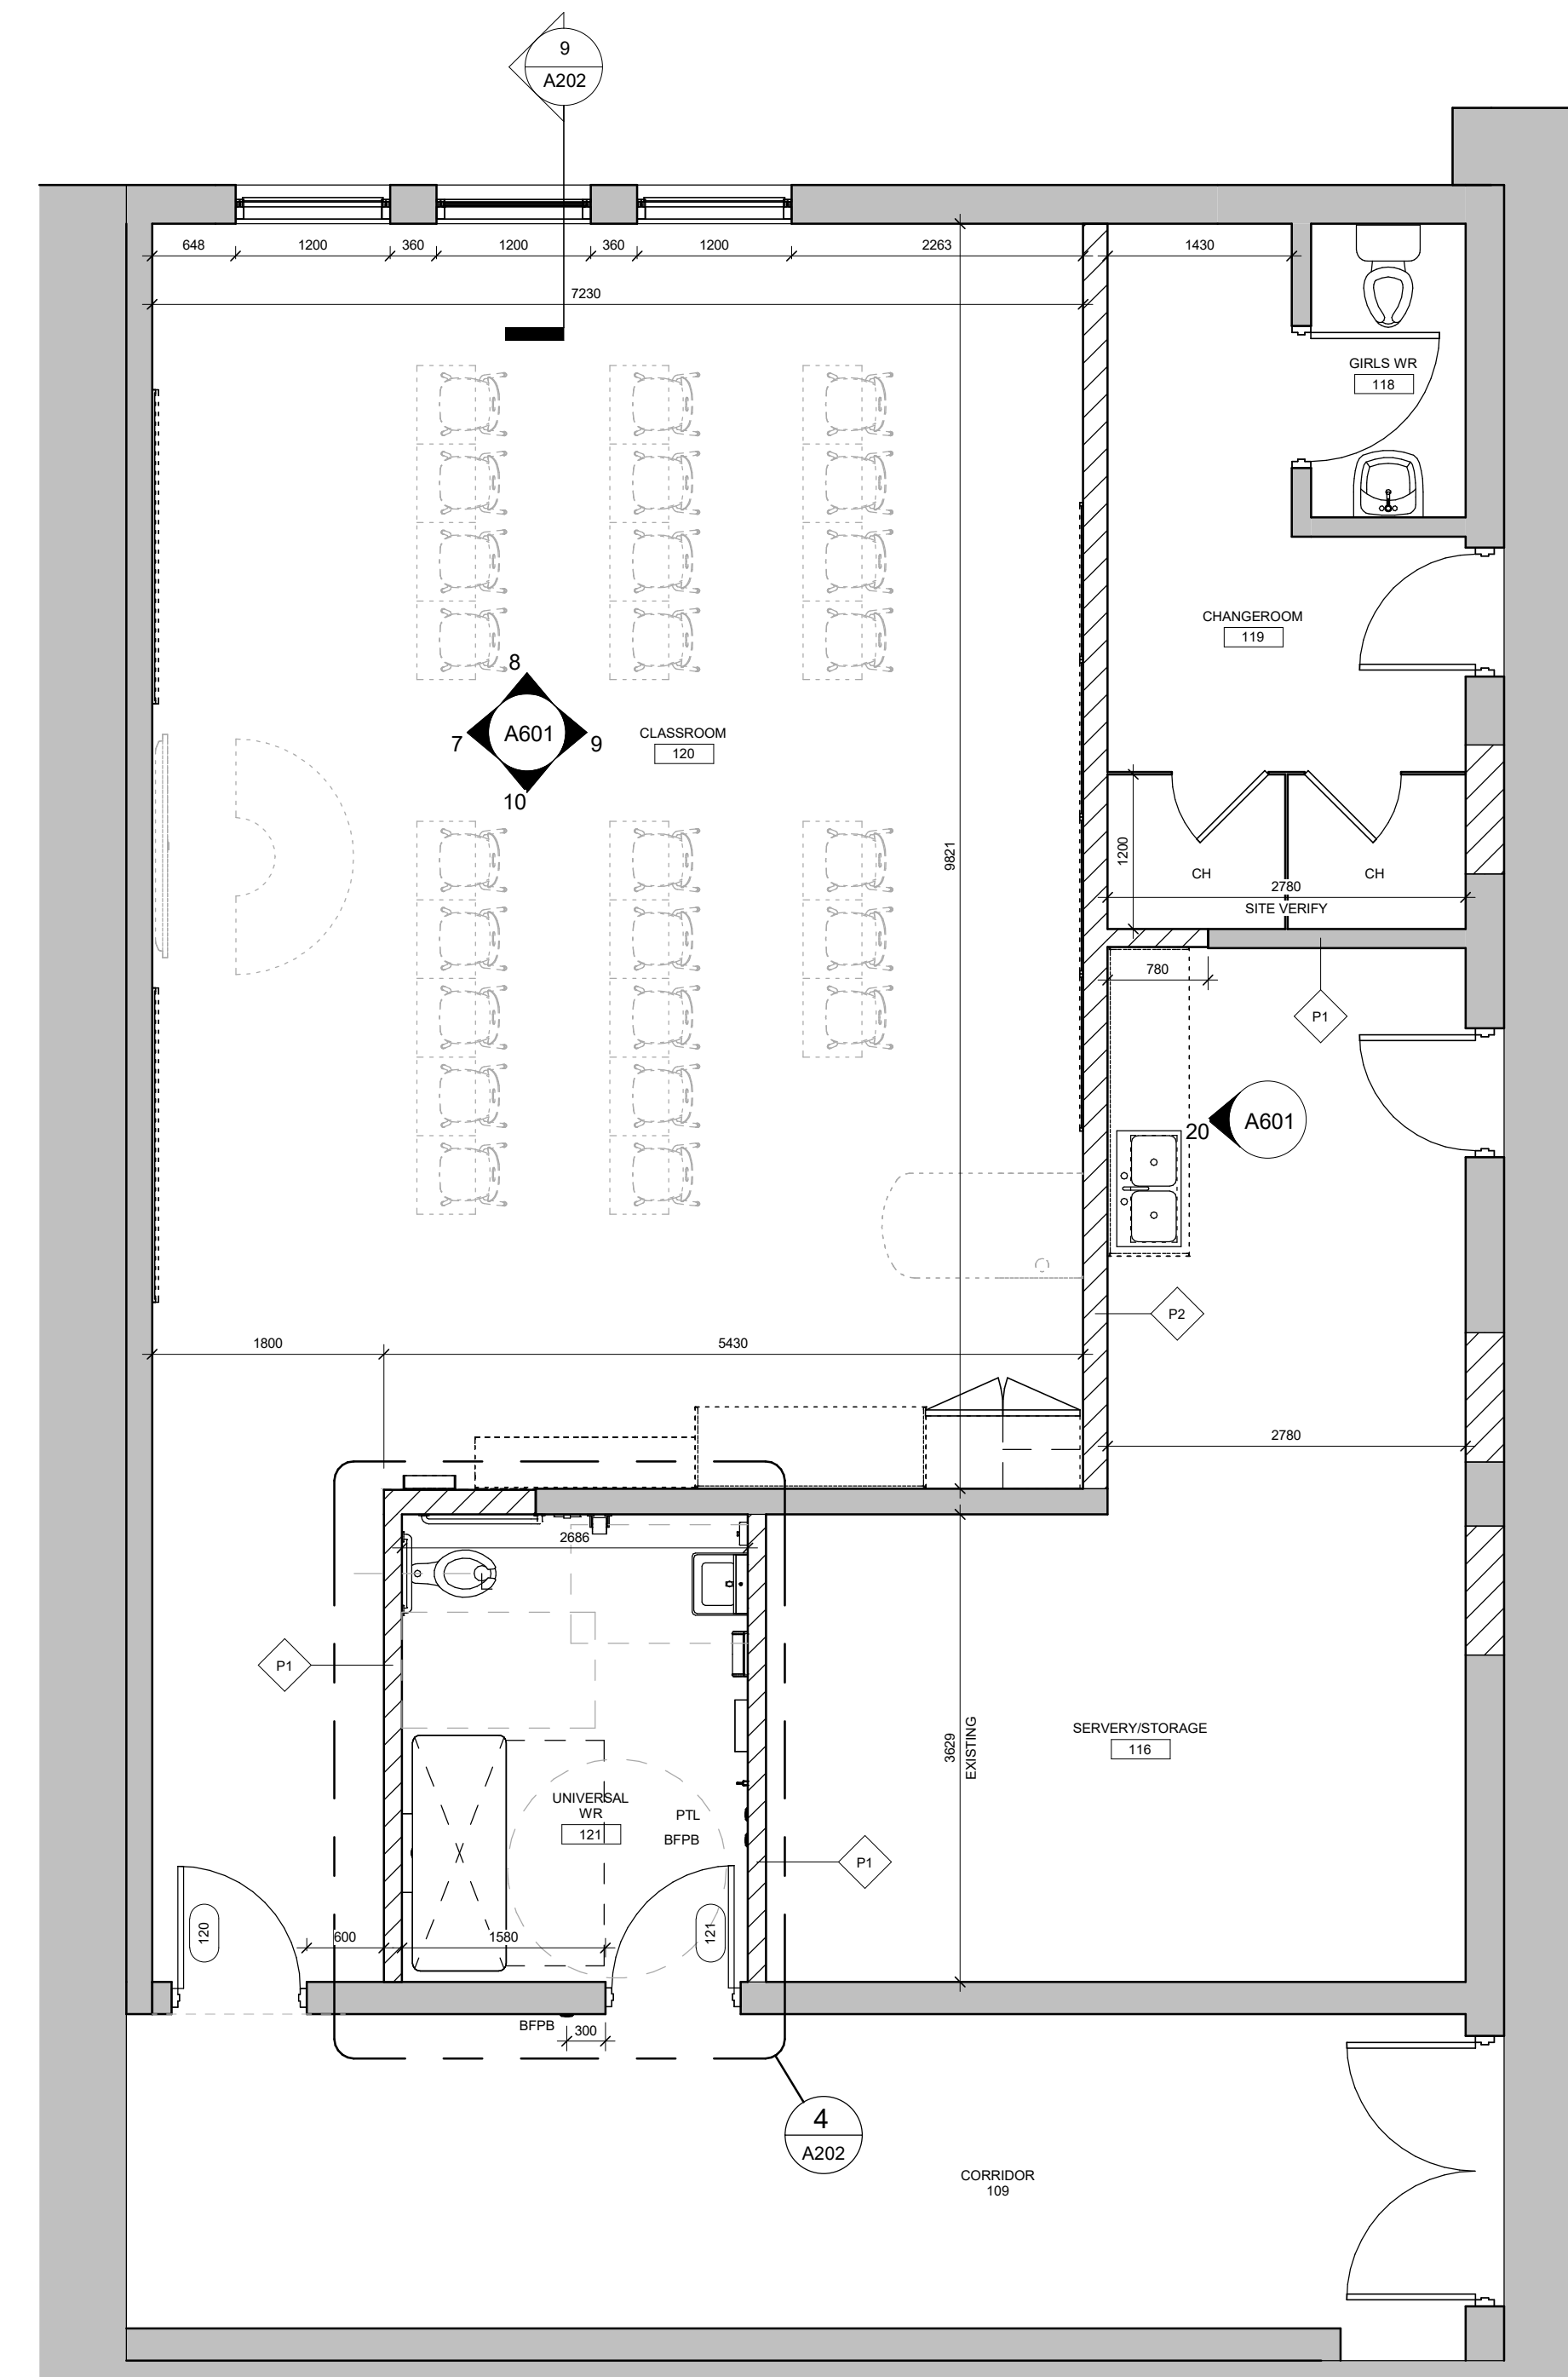 9
A202
648
1200
360
1200
360
1200
2263
1430
7230
GIRLS WR
118
CHANGEROOM
119
8
7
A601
9
10
CLASSROOM
120
9821
1200
CH
CH
2780
SITE VERIFY
780
P1
20
A601
P2
1800
5430
2780
2686
P1
3629
EXISTING
SERVERY/STORAGE
116
UNIVERSAL
WR
121
PTL
BFPB
P1
120
121
600
1580
BFPB
300
4
A202
CORRIDOR
109